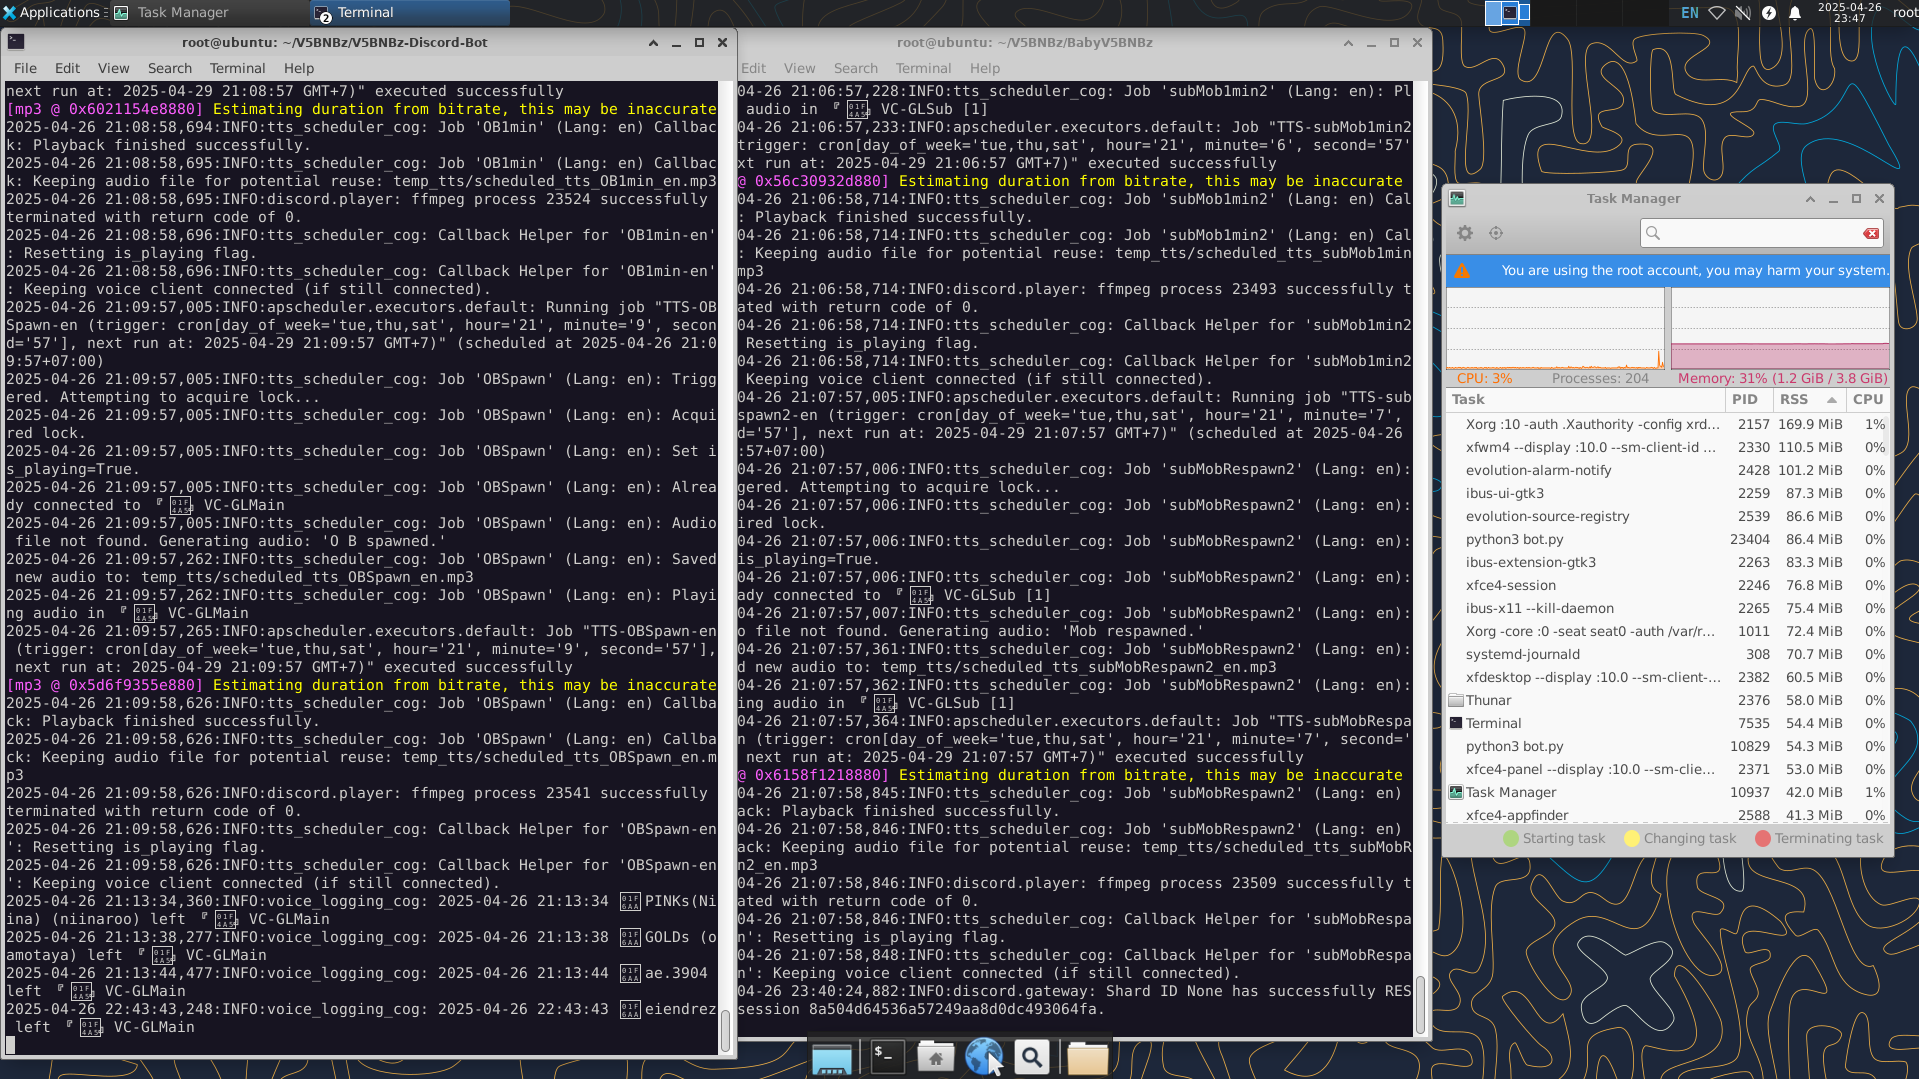 Applications
Task Manager
2
Terminal
EN
2025-04-26
23:47
root
root@ubuntu: ~/V5BNBz/V5BNBz-Discord-Bot
File Edit View Search Terminal Help
next run at: 2025-04-29 21:08:57 GMT+7)" executed successfully
[mp3 @ 0x6021154e8880] Estimating duration from bitrate, this may be inaccurate
2025-04-26 21:08:58,694:INFO:tts_scheduler_cog: Job 'OB1min' (Lang: en) Callbac
k: Playback finished successfully.
2025-04-26 21:08:58,695:INFO:tts_scheduler_cog: Job 'OB1min' (Lang: en) Callbac
k: Keeping audio file for potential reuse: temp_tts/scheduled_tts_OB1min_en.mp3
2025-04-26 21:08:58,695:INFO:discord.player: ffmpeg process 23524 successfully
terminated with return code of 0.
2025-04-26 21:08:58,696:INFO:tts_scheduler_cog: Callback Helper for 'OB1min-en'
: Resetting is_playing flag.
2025-04-26 21:08:58,696:INFO:tts_scheduler_cog: Callback Helper for 'OB1min-en'
: Keeping voice client connected (if still connected).
2025-04-26 21:09:57,005:INFO:apscheduler.executors.default: Running job "TTS-OB
Spawn-en (trigger: cron[day_of_week='tue,thu,sat', hour='21', minute='9', secon
d='57'], next run at: 2025-04-29 21:09:57 GMT+7)" (scheduled at 2025-04-26 21:0
9:57+07:00)
2025-04-26 21:09:57,005:INFO:tts_scheduler_cog: Job 'OBSpawn' (Lang: en): Trigg
ered. Attempting to acquire lock...
2025-04-26 21:09:57,005:INFO:tts_scheduler_cog: Job 'OBSpawn' (Lang: en): Acqui
red lock.
2025-04-26 21:09:57,005:INFO:tts_scheduler_cog: Job 'OBSpawn' (Lang: en): Set i
s_playing=True.
2025-04-26 21:09:57,005:INFO:tts_scheduler_cog: Job 'OBSpawn' (Lang: en): Alrea
dy connected to 『 VC-GLMain
2025-04-26 21:09:57,005:INFO:tts_scheduler_cog: Job 'OBSpawn' (Lang: en): Audio
file not found. Generating audio: 'O B spawned.'
2025-04-26 21:09:57,262:INFO:tts_scheduler_cog: Job 'OBSpawn' (Lang: en): Saved
new audio to: temp_tts/scheduled_tts_OBSpawn_en.mp3
2025-04-26 21:09:57,262:INFO:tts_scheduler_cog: Job 'OBSpawn' (Lang: en): Playi
ng audio in 『 VC-GLMain
2025-04-26 21:09:57,265:INFO:apscheduler.executors.default: Job "TTS-OBSpawn-en
(trigger: cron[day_of_week='tue,thu,sat', hour='21', minute='9', second='57'],
next run at: 2025-04-29 21:09:57 GMT+7)" executed successfully
[mp3 @ 0x5d6f9355e880] Estimating duration from bitrate, this may be inaccurate
2025-04-26 21:09:58,626:INFO:tts_scheduler_cog: Job 'OBSpawn' (Lang: en) Callba
ck: Playback finished successfully.
2025-04-26 21:09:58,626:INFO:tts_scheduler_cog: Job 'OBSpawn' (Lang: en) Callba
ck: Keeping audio file for potential reuse: temp_tts/scheduled_tts_OBSpawn_en.m
p3
2025-04-26 21:09:58,626:INFO:discord.player: ffmpeg process 23541 successfully
terminated with return code of 0.
2025-04-26 21:09:58,626:INFO:tts_scheduler_cog: Callback Helper for 'OBSpawn-en
': Resetting is_playing flag.
2025-04-26 21:09:58,626:INFO:tts_scheduler_cog: Callback Helper for 'OBSpawn-en
': Keeping voice client connected (if still connected).
2025-04-26 21:13:34,360:INFO:voice_logging_cog: 2025-04-26 21:13:34 PINKs(Ni
ina) (niinaroo) left 『 VC-GLMain
2025-04-26 21:13:38,277:INFO:voice_logging_cog: 2025-04-26 21:13:38 GOLDs (o
amotaya) left 『 VC-GLMain
2025-04-26 21:13:44,477:INFO:voice_logging_cog: 2025-04-26 21:13:44 ae.3904
left 『 VC-GLMain
2025-04-26 22:43:43,248:INFO:voice_logging_cog: 2025-04-26 22:43:43 eiendrez
left 『 VC-GLMain
root@ubuntu: ~/V5BNBz/BabyV5BNBz
Edit View Search Terminal Help
04-26 21:06:57,228:INFO:tts_scheduler_cog: Job 'subMob1min2' (Lang: en): Pl
audio in 『 VC-GLSub [1]
04-26 21:06:57,233:INFO:apscheduler.executors.default: Job "TTS-subMob1min2
trigger: cron[day_of_week='tue,thu,sat', hour='21', minute='6', second='57'
xt run at: 2025-04-29 21:06:57 GMT+7)" executed successfully
@ 0x56c30932d880] Estimating duration from bitrate, this may be inaccurate
04-26 21:06:58,714:INFO:tts_scheduler_cog: Job 'subMob1min2' (Lang: en) Cal
: Playback finished successfully.
04-26 21:06:58,714:INFO:tts_scheduler_cog: Job 'subMob1min2' (Lang: en) Cal
: Keeping audio file for potential reuse: temp_tts/scheduled_tts_subMob1min
mp3
04-26 21:06:58,714:INFO:discord.player: ffmpeg process 23493 successfully t
ated with return code of 0.
04-26 21:06:58,714:INFO:tts_scheduler_cog: Callback Helper for 'subMob1min2
Resetting is_playing flag.
04-26 21:06:58,714:INFO:tts_scheduler_cog: Callback Helper for 'subMob1min2
Keeping voice client connected (if still connected).
04-26 21:07:57,005:INFO:apscheduler.executors.default: Running job "TTS-sub
spawn2-en (trigger: cron[day_of_week='tue,thu,sat', hour='21', minute='7',
d='57'], next run at: 2025-04-29 21:07:57 GMT+7)" (scheduled at 2025-04-26
:57+07:00)
04-26 21:07:57,006:INFO:tts_scheduler_cog: Job 'subMobRespawn2' (Lang: en):
gered. Attempting to acquire lock...
04-26 21:07:57,006:INFO:tts_scheduler_cog: Job 'subMobRespawn2' (Lang: en):
ired lock.
04-26 21:07:57,006:INFO:tts_scheduler_cog: Job 'subMobRespawn2' (Lang: en):
is_playing=True.
04-26 21:07:57,006:INFO:tts_scheduler_cog: Job 'subMobRespawn2' (Lang: en):
ady connected to 『 VC-GLSub [1]
04-26 21:07:57,007:INFO:tts_scheduler_cog: Job 'subMobRespawn2' (Lang: en):
o file not found. Generating audio: 'Mob respawned.'
04-26 21:07:57,361:INFO:tts_scheduler_cog: Job 'subMobRespawn2' (Lang: en):
d new audio to: temp_tts/scheduled_tts_subMobRespawn2_en.mp3
04-26 21:07:57,362:INFO:tts_scheduler_cog: Job 'subMobRespawn2' (Lang: en):
ing audio in 『 VC-GLSub [1]
04-26 21:07:57,364:INFO:apscheduler.executors.default: Job "TTS-subMobRespa
n (trigger: cron[day_of_week='tue,thu,sat', hour='21', minute='7', second='
next run at: 2025-04-29 21:07:57 GMT+7)" executed successfully
@ 0x6158f1218880] Estimating duration from bitrate, this may be inaccurate
04-26 21:07:58,845:INFO:tts_scheduler_cog: Job 'subMobRespawn2' (Lang: en)
ack: Playback finished successfully.
04-26 21:07:58,846:INFO:tts_scheduler_cog: Job 'subMobRespawn2' (Lang: en)
ack: Keeping audio file for potential reuse: temp_tts/scheduled_tts_subMobR
n2_en.mp3
04-26 21:07:58,846:INFO:discord.player: ffmpeg process 23509 successfully t
ated with return code of 0.
04-26 21:07:58,846:INFO:tts_scheduler_cog: Callback Helper for 'subMobRespa
n': Resetting is_playing flag.
04-26 21:07:58,848:INFO:tts_scheduler_cog: Callback Helper for 'subMobRespa
n': Keeping voice client connected (if still connected).
04-26 23:40:24,882:INFO:discord.gateway: Shard ID None has successfully RES
session 8a504d64536a57249aa8d0dc493064fa.
Task Manager
You are using the root account, you may harm your system.
CPU: 3% Processes: 204 Memory: 31% (1.2 GiB / 3.8 GiB)
Task PID RSS CPU
Xorg :10 -auth .Xauthority -config xrd... 2157 169.9 MiB 1%
xfwm4 --display :10.0 --sm-client-id ... 2330 110.5 MiB 0%
evolution-alarm-notify 2428 101.2 MiB 0%
ibus-ui-gtk3 2259 87.3 MiB 0%
evolution-source-registry 2539 86.6 MiB 0%
python3 bot.py 23404 86.4 MiB 0%
ibus-extension-gtk3 2263 83.3 MiB 0%
xfce4-session 2246 76.8 MiB 0%
ibus-x11 --kill-daemon 2265 75.4 MiB 0%
Xorg -core :0 -seat seat0 -auth /var/r... 1011 72.4 MiB 0%
systemd-journald 308 70.7 MiB 0%
xfdesktop --display :10.0 --sm-client-... 2382 60.5 MiB 0%
Thunar 2376 58.0 MiB 0%
Terminal 7535 54.4 MiB 0%
python3 bot.py 10829 54.3 MiB 0%
xfce4-panel --display :10.0 --sm-clie... 2371 53.0 MiB 0%
Task Manager 10937 42.0 MiB 1%
xfce4-appfinder 2588 41.3 MiB 0%
Starting task Changing task Terminating task